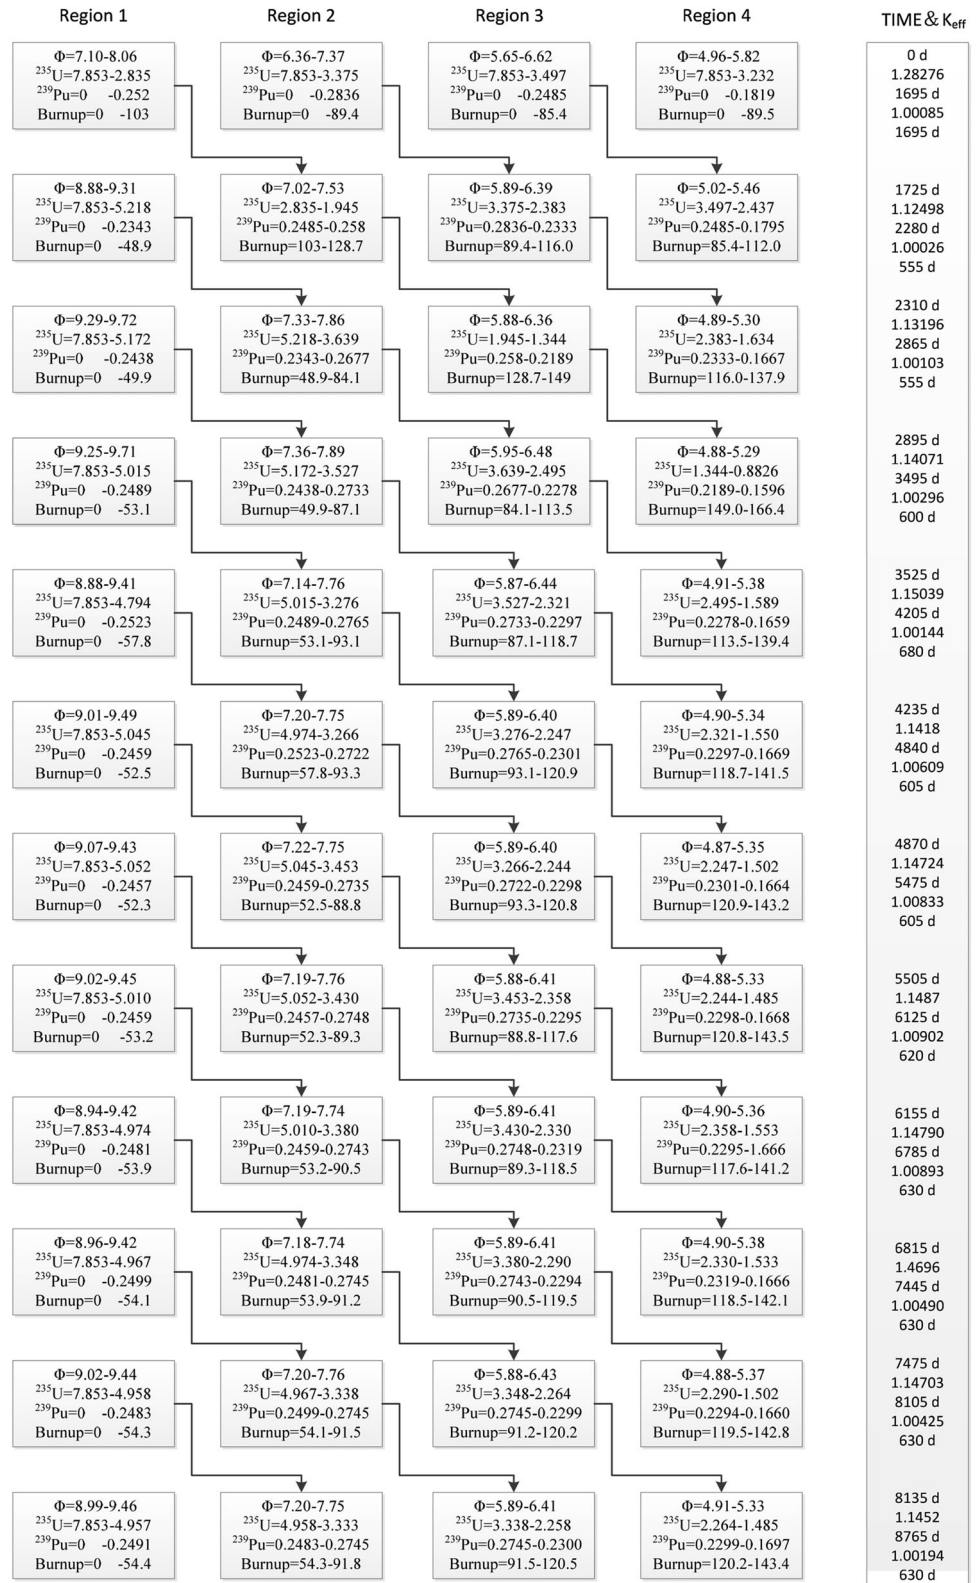 Region 1 Region 2 Region 3 Region 4 TIME & Keff
Φ=7.10-8.06
²³⁵U=7.853-2.835
²³⁹Pu=0 -0.252
Burnup=0 -103
Φ=6.36-7.37
²³⁵U=7.853-3.375
²³⁹Pu=0 -0.2836
Burnup=0 -89.4
Φ=5.65-6.62
²³⁵U=7.853-3.497
²³⁹Pu=0 -0.2485
Burnup=0 -85.4
Φ=4.96-5.82
²³⁵U=7.853-3.232
²³⁹Pu=0 -0.1819
Burnup=0 -89.5
0 d
1.28276
1695 d
1.00085
1695 d
Φ=8.88-9.31
²³⁵U=7.853-5.218
²³⁹Pu=0 -0.2343
Burnup=0 -48.9
Φ=7.02-7.53
²³⁵U=2.835-1.945
²³⁹Pu=0.2485-0.258
Burnup=103-128.7
Φ=5.89-6.39
²³⁵U=3.375-2.383
²³⁹Pu=0.2836-0.2333
Burnup=89.4-116.0
Φ=5.02-5.46
²³⁵U=3.497-2.437
²³⁹Pu=0.2485-0.1795
Burnup=85.4-112.0
1725 d
1.12498
2280 d
1.00026
555 d
Φ=9.29-9.72
²³⁵U=7.853-5.172
²³⁹Pu=0 -0.2438
Burnup=0 -49.9
Φ=7.33-7.86
²³⁵U=5.218-3.639
²³⁹Pu=0.2343-0.2677
Burnup=48.9-84.1
Φ=5.88-6.36
²³⁵U=1.945-1.344
²³⁹Pu=0.258-0.2189
Burnup=128.7-149
Φ=4.89-5.30
²³⁵U=2.383-1.634
²³⁹Pu=0.2333-0.1667
Burnup=116.0-137.9
2310 d
1.13196
2865 d
1.00103
555 d
Φ=9.25-9.71
²³⁵U=7.853-5.015
²³⁹Pu=0 -0.2489
Burnup=0 -53.1
Φ=7.36-7.89
²³⁵U=5.172-3.527
²³⁹Pu=0.2438-0.2733
Burnup=49.9-87.1
Φ=5.95-6.48
²³⁵U=3.639-2.495
²³⁹Pu=0.2677-0.2278
Burnup=84.1-113.5
Φ=4.88-5.29
²³⁵U=1.344-0.8826
²³⁹Pu=0.2189-0.1596
Burnup=149.0-166.4
2895 d
1.14071
3495 d
1.00296
600 d
Φ=8.88-9.41
²³⁵U=7.853-4.794
²³⁹Pu=0 -0.2523
Burnup=0 -57.8
Φ=7.14-7.76
²³⁵U=5.015-3.276
²³⁹Pu=0.2489-0.2765
Burnup=53.1-93.1
Φ=5.87-6.44
²³⁵U=3.527-2.321
²³⁹Pu=0.2733-0.2297
Burnup=87.1-118.7
Φ=4.91-5.38
²³⁵U=2.495-1.589
²³⁹Pu=0.2278-0.1659
Burnup=113.5-139.4
3525 d
1.15039
4205 d
1.00144
680 d
Φ=9.01-9.49
²³⁵U=7.853-5.045
²³⁹Pu=0 -0.2459
Burnup=0 -52.5
Φ=7.20-7.75
²³⁵U=4.974-3.266
²³⁹Pu=0.2523-0.2722
Burnup=57.8-93.3
Φ=5.89-6.40
²³⁵U=3.276-2.247
²³⁹Pu=0.2765-0.2301
Burnup=93.1-120.9
Φ=4.90-5.34
²³⁵U=2.321-1.550
²³⁹Pu=0.2297-0.1669
Burnup=118.7-141.5
4235 d
1.1418
4840 d
1.00609
605 d
Φ=9.07-9.43
²³⁵U=7.853-5.052
²³⁹Pu=0 -0.2457
Burnup=0 -52.3
Φ=7.22-7.75
²³⁵U=5.045-3.453
²³⁹Pu=0.2459-0.2735
Burnup=52.5-88.8
Φ=5.89-6.40
²³⁵U=3.266-2.244
²³⁹Pu=0.2722-0.2298
Burnup=93.3-120.8
Φ=4.87-5.35
²³⁵U=2.247-1.502
²³⁹Pu=0.2301-0.1664
Burnup=120.9-143.2
4870 d
1.14724
5475 d
1.00833
605 d
Φ=9.02-9.45
²³⁵U=7.853-5.010
²³⁹Pu=0 -0.2459
Burnup=0 -53.2
Φ=7.19-7.76
²³⁵U=5.052-3.430
²³⁹Pu=0.2457-0.2748
Burnup=52.3-89.3
Φ=5.88-6.41
²³⁵U=3.453-2.358
²³⁹Pu=0.2735-0.2295
Burnup=88.8-117.6
Φ=4.88-5.33
²³⁵U=2.244-1.485
²³⁹Pu=0.2298-0.1668
Burnup=120.8-143.5
5505 d
1.1487
6125 d
1.00902
620 d
Φ=8.94-9.42
²³⁵U=7.853-4.974
²³⁹Pu=0 -0.2481
Burnup=0 -53.9
Φ=7.19-7.74
²³⁵U=5.010-3.380
²³⁹Pu=0.2459-0.2743
Burnup=53.2-90.5
Φ=5.89-6.41
²³⁵U=3.430-2.330
²³⁹Pu=0.2748-0.2319
Burnup=89.3-118.5
Φ=4.90-5.36
²³⁵U=2.358-1.553
²³⁹Pu=0.2295-1.666
Burnup=117.6-141.2
6155 d
1.14790
6785 d
1.00893
630 d
Φ=8.96-9.42
²³⁵U=7.853-4.967
²³⁹Pu=0 -0.2499
Burnup=0 -54.1
Φ=7.18-7.74
²³⁵U=4.974-3.348
²³⁹Pu=0.2481-0.2745
Burnup=53.9-91.2
Φ=5.89-6.41
²³⁵U=3.380-2.290
²³⁹Pu=0.2743-0.2294
Burnup=90.5-119.5
Φ=4.90-5.38
²³⁵U=2.330-1.533
²³⁹Pu=0.2319-0.1666
Burnup=118.5-142.1
6815 d
1.4696
7445 d
1.00490
630 d
Φ=9.02-9.44
²³⁵U=7.853-4.958
²³⁹Pu=0 -0.2483
Burnup=0 -54.3
Φ=7.20-7.76
²³⁵U=4.967-3.338
²³⁹Pu=0.2499-0.2745
Burnup=54.1-91.5
Φ=5.88-6.43
²³⁵U=3.348-2.264
²³⁹Pu=0.2745-0.2299
Burnup=91.2-120.2
Φ=4.88-5.37
²³⁵U=2.290-1.502
²³⁹Pu=0.2294-0.1660
Burnup=119.5-142.8
7475 d
1.14703
8105 d
1.00425
630 d
Φ=8.99-9.46
²³⁵U=7.853-4.957
²³⁹Pu=0 -0.2491
Burnup=0 -54.4
Φ=7.20-7.75
²³⁵U=4.958-3.333
²³⁹Pu=0.2483-0.2745
Burnup=54.3-91.8
Φ=5.89-6.41
²³⁵U=3.338-2.258
²³⁹Pu=0.2745-0.2300
Burnup=91.5-120.5
Φ=4.91-5.33
²³⁵U=2.264-1.485
²³⁹Pu=0.2299-0.1697
Burnup=120.2-143.4
8135 d
1.1452
8765 d
1.00194
630 d